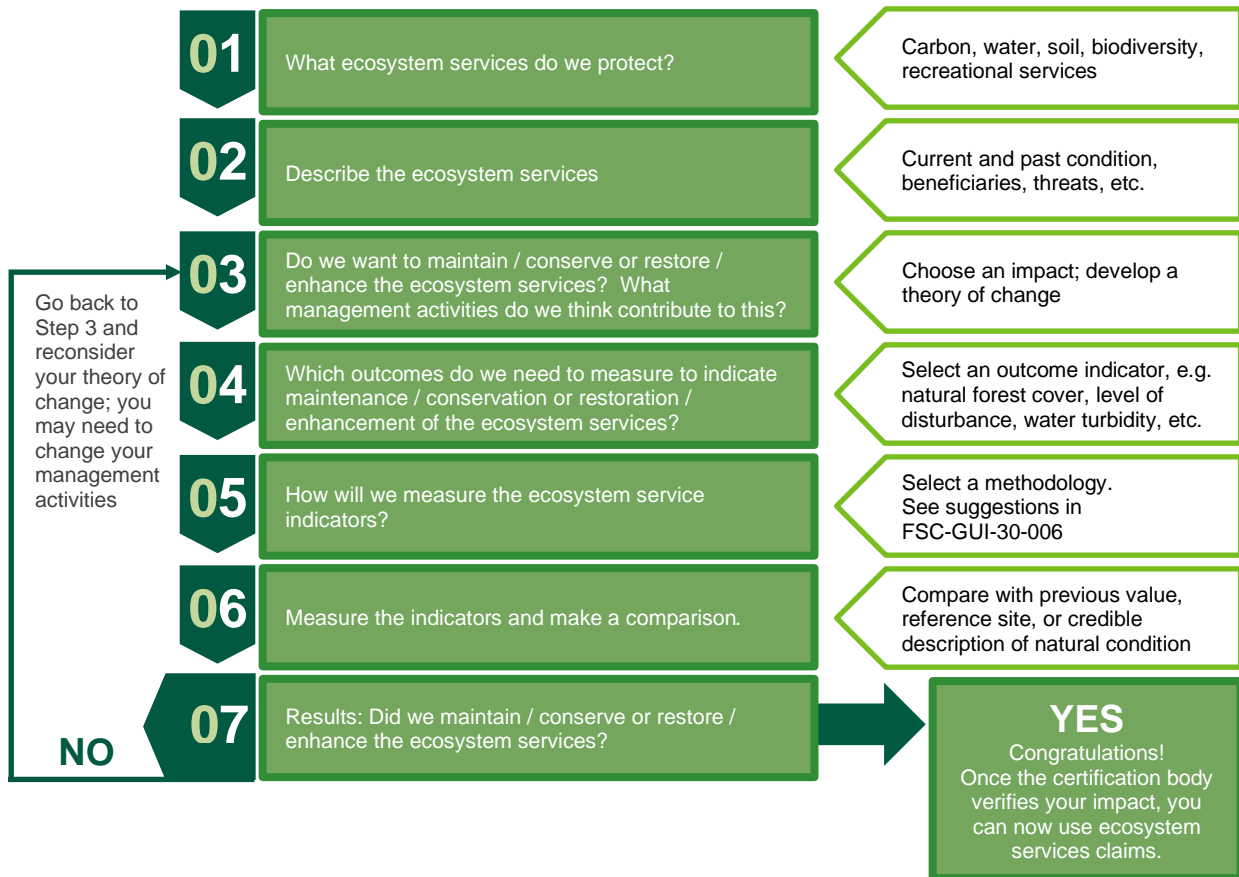 01
What ecosystem services do we protect?
Carbon, water, soil, biodiversity,
recreational services
02
Describe the ecosystem services
Current and past condition,
beneficiaries, threats, etc.
03
Do we want to maintain / conserve or restore /
enhance the ecosystem services?  What
management activities do we think contribute to this?
Choose an impact; develop a
theory of change
Go back to
Step 3 and
reconsider
your theory of
change; you
may need to
change your
management
activities
04
Which outcomes do we need to measure to indicate
maintenance / conservation or restoration /
enhancement of the ecosystem services?
Select an outcome indicator, e.g.
natural forest cover, level of
disturbance, water turbidity, etc.
05
How will we measure the ecosystem service
indicators?
Select a methodology.
See suggestions in
FSC-GUI-30-006
06
Measure the indicators and make a comparison.
Compare with previous value,
reference site, or credible
description of natural condition
07
Results: Did we maintain / conserve or restore /
enhance the ecosystem services?
NO
YES
Congratulations!
Once the certification body
verifies your impact, you
can now use ecosystem
services claims.